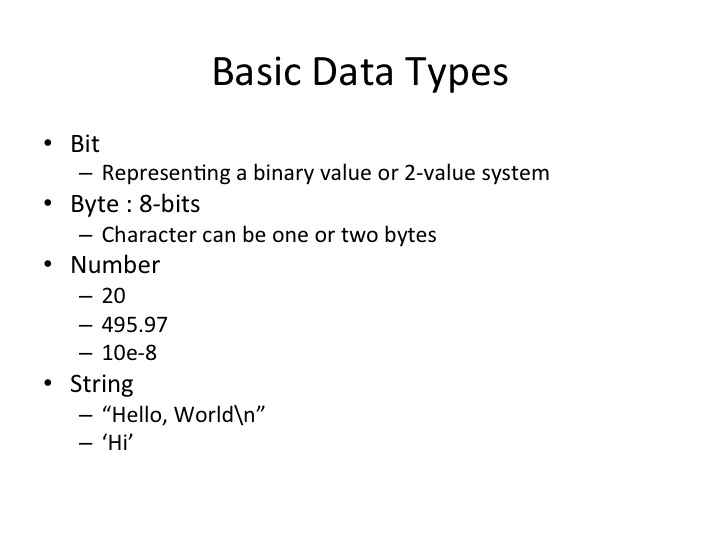 Basic Data Types
• Bit
– Representing a binary value or 2-value system
• Byte : 8-bits
– Character can be one or two bytes
• Number
– 20
– 495.97
– 10e-8
• String
– “Hello, World\n”
– ‘Hi’